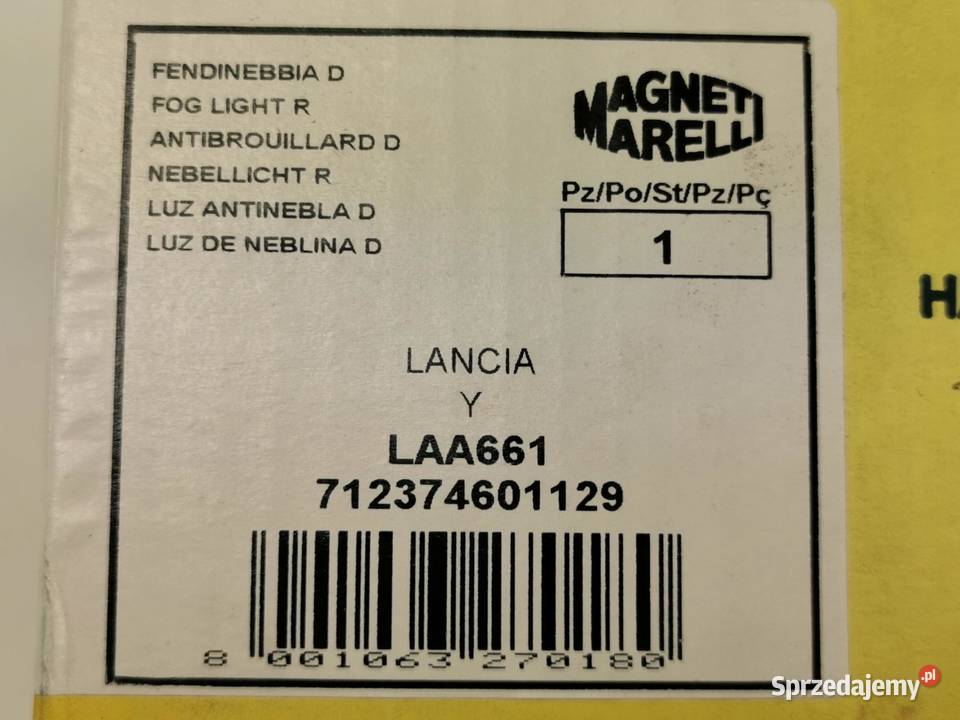 FENDINEBBIA D
FOG LIGHT R
ANTIBROUILLARD D
NEBELLICHT R
LUZ ANTINEBLA D
LUZ DE NEBLINA D
MAGNETI
MARELLI
Pz/Po/St/Pz/Pç
1
LANCIA
Y
LAA661
712374601129
8 001063 270180
Sprzedajemy.pl